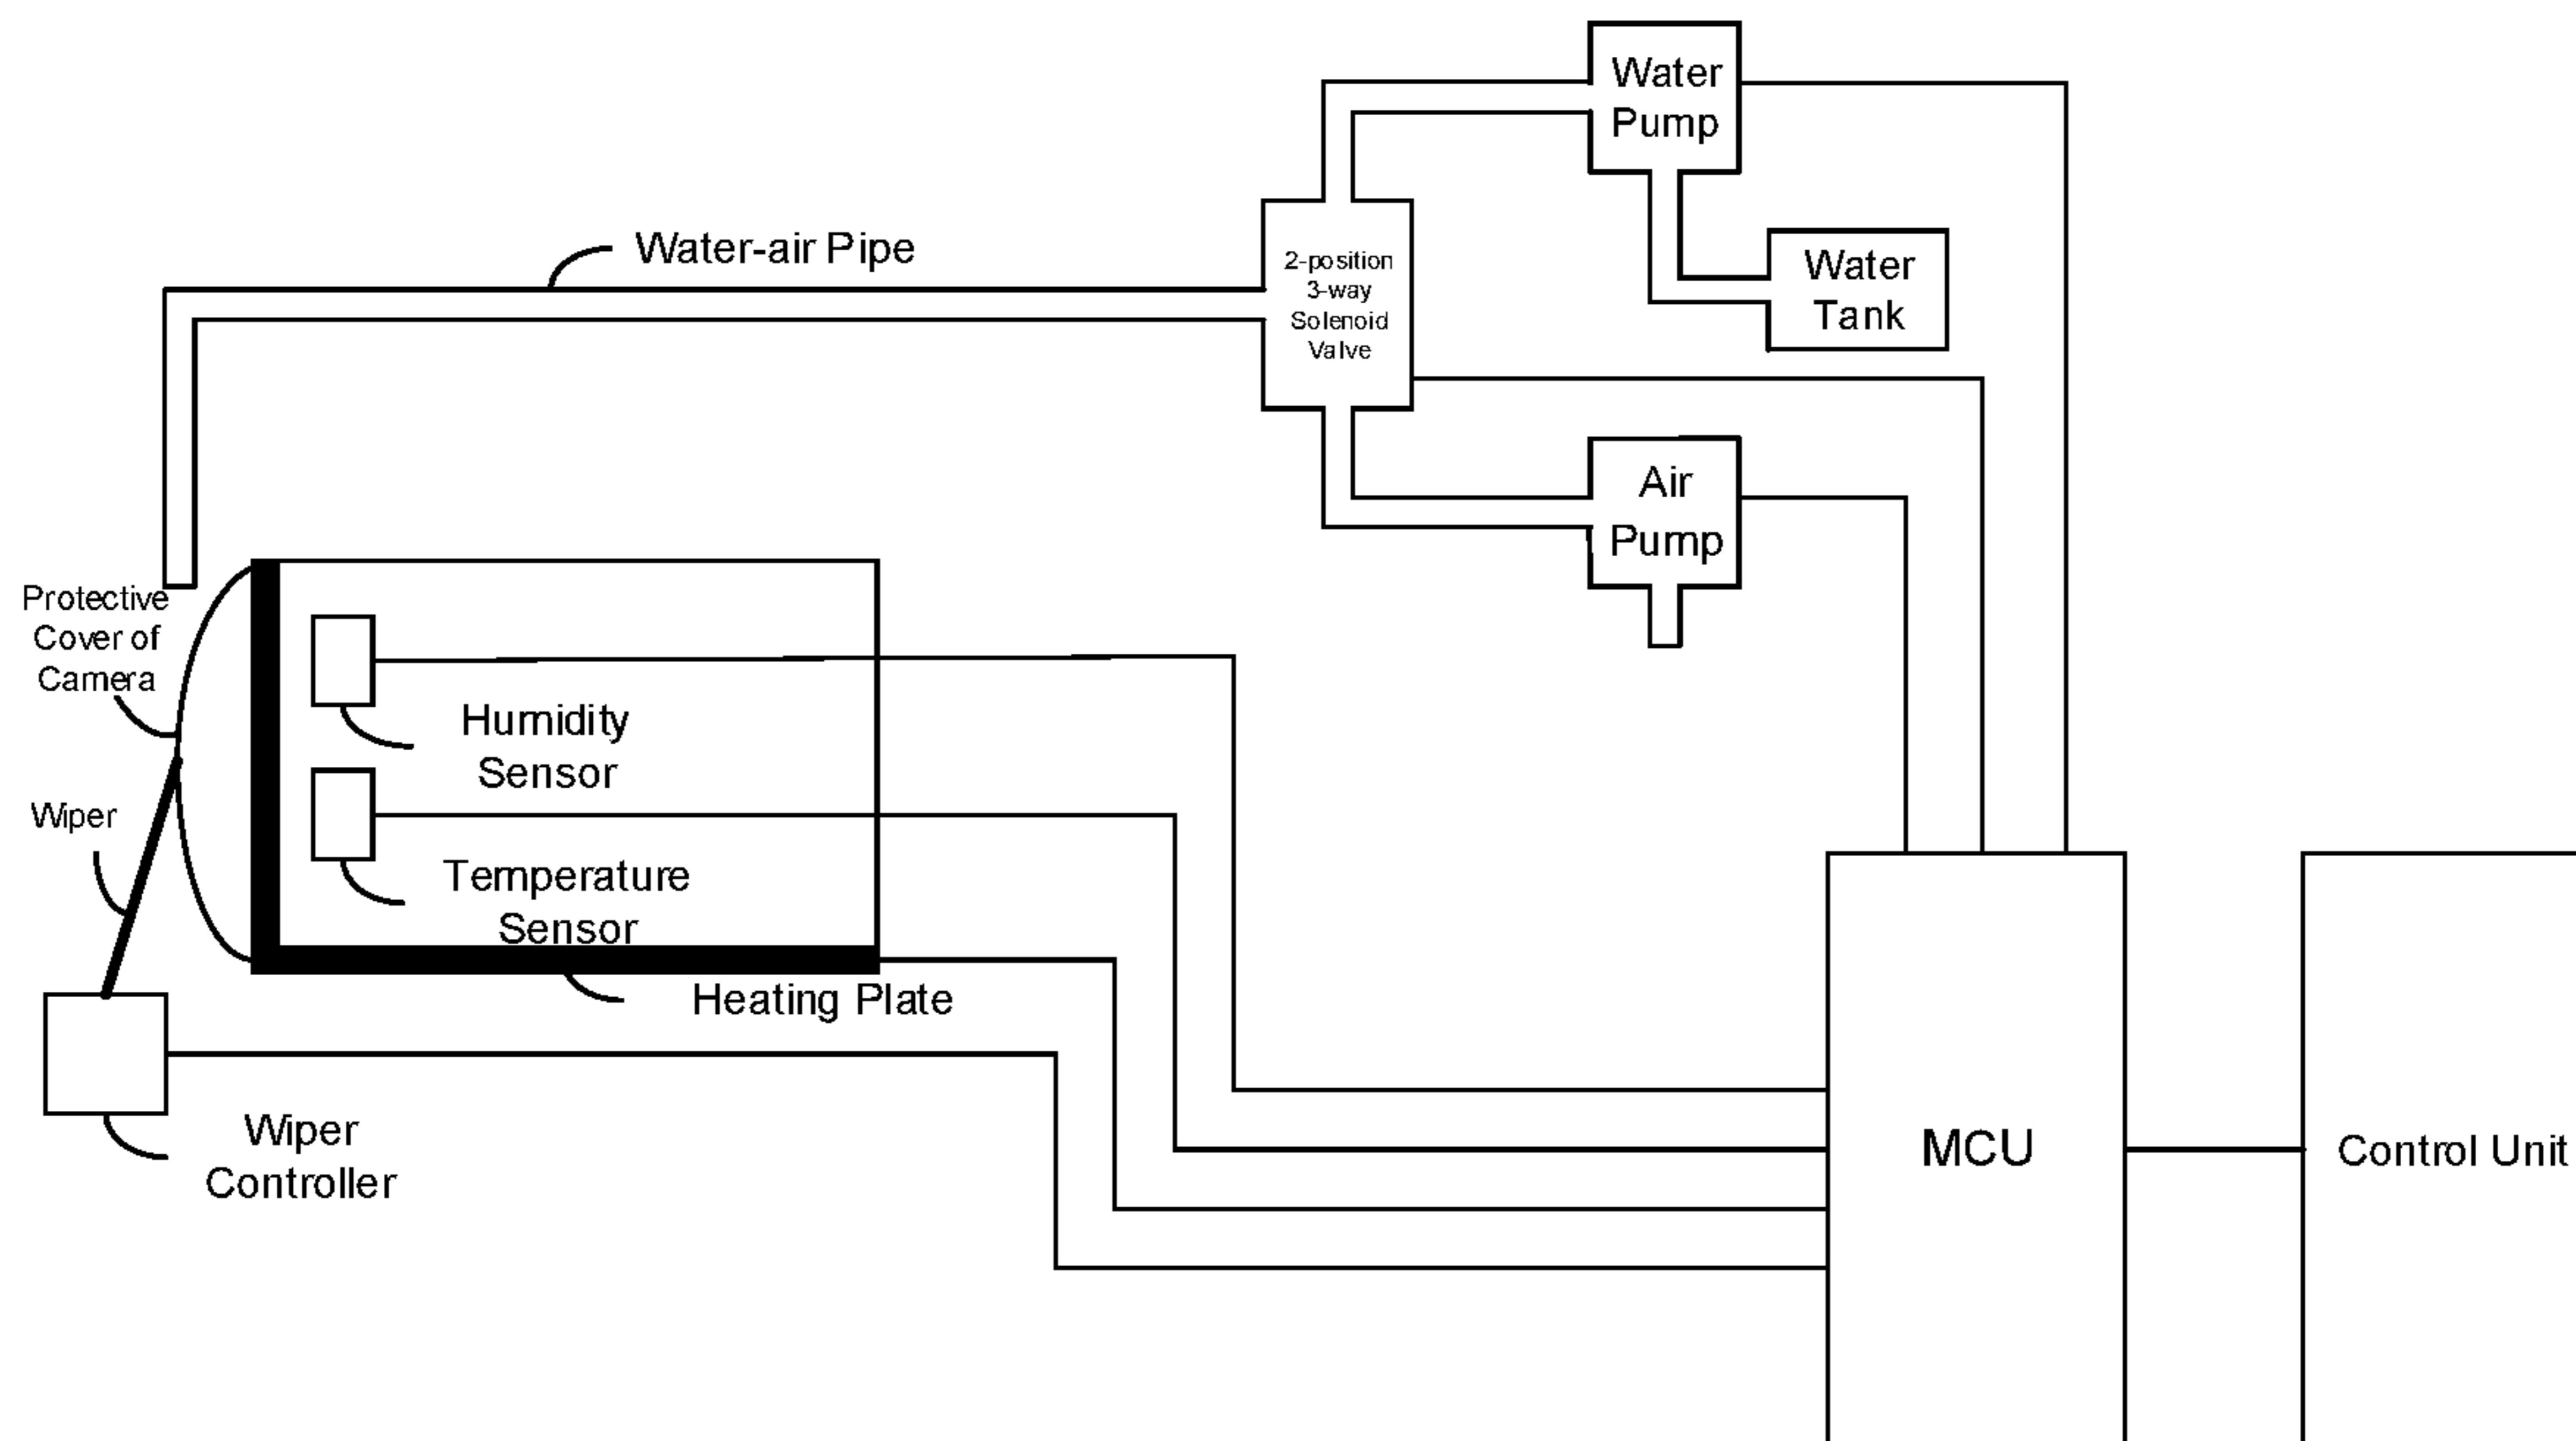 Water
Pump
Water-air Pipe
2-position
3-way
Solenoid
Valve
Water
Tank
Air
Pump
Protective
Cover of
Camera
Humidity
Sensor
Wiper
Temperature
Sensor
Heating Plate
Wiper
Controller
MCU
Control Unit